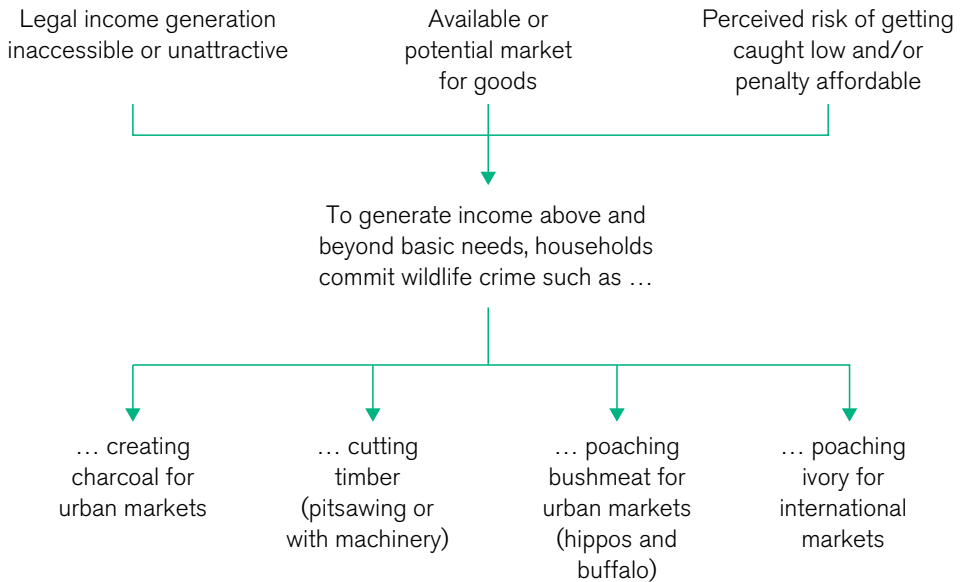 Legal income generation
inaccessible or unattractive
Available or
potential market
for goods
Perceived risk of getting
caught low and/or
penalty affordable
To generate income above and
beyond basic needs, households
commit wildlife crime such as …
… creating
charcoal for
urban markets
… cutting
timber
(pitsawing or
with machinery)
… poaching
bushmeat for
urban markets
(hippos and
buffalo)
… poaching
ivory for
international
markets